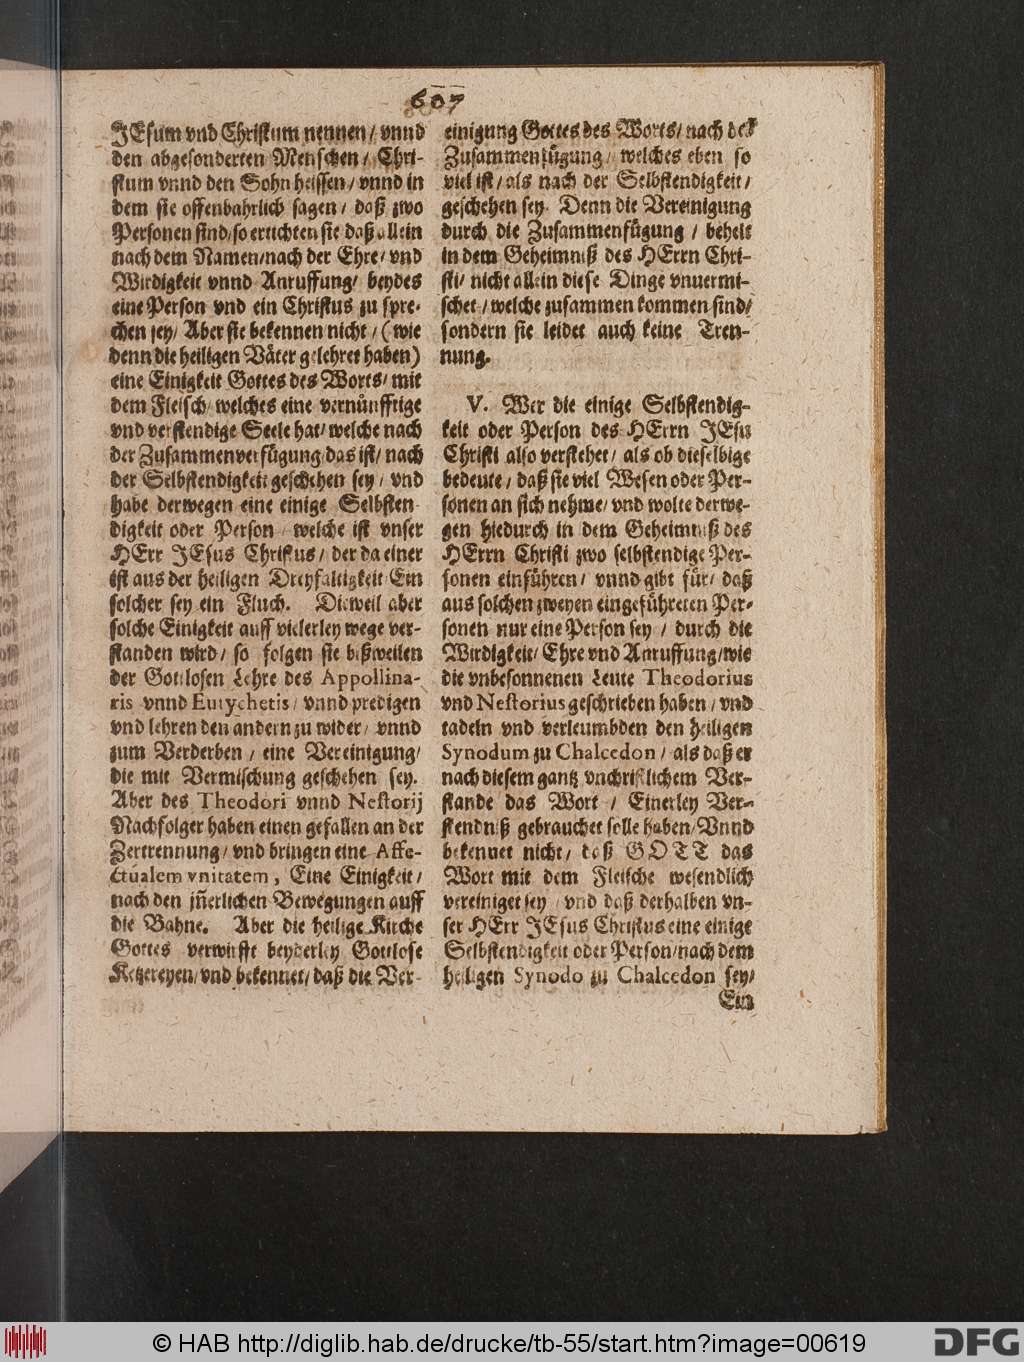 607
JEsum vnd Christum nennen/ vnnd
den abgesonderten Menschen/ Chri-
stum vnnd den Sohn heissen/ vnnd in
dem sie offenbahrlich sagen/ daß zwo
Personen sind/ so ertichten sie daß allein
nach dem Namen/ nach der Ehre/ vnd
Wirdigkeit vnnd Anruffung/ beydes
eine Person vnd ein Christus zu spre-
chen sey/ Aber sie bekennen nicht/ (wie
denn die heiligen Väter gelehret haben)
eine Einigkeit Gottes des Worts/ mit
dem Fleisch/ welches eine vernünfftige
vnd verstendige Seele hat/ welche nach
der Zusammenverfügung/ das ist/ nach
der Selbstendigkeit geschehen sey/ vnd
habe derwegen eine einige Selbsten-
digkeit oder Person/ welche ist vnser
HErr JEsus Christus/ der da einer
ist aus der heiligen Dreyfaltigkeit/ Ein
solcher sey ein Fluch. Dieweil aber
solche Einigkeit auff vielerley wege ver-
standen wird/ so folgen sie bißweilen
der Gottlosen Lehre des Appollina-
ris vnnd Eutychetis/ vnnd predigen
vnd lehren den andern zu wider/ vnnd
zum Verderben/ eine Vereinigung/
die mit Vermischung geschehen sey.
Aber des Theodori vnnd Nestorij
Nachfolger haben einen gefallen an der
Zertrennung/ vnd bringen eine Affe-
ctualem vnitatem, Eine Einigkeit/
nach den jñerlichen Bewegungen auff
die Bahne. Aber die heilige Kirche
Gottes verwirfft beyderley Gottlose
Ketzereyen/ vnd bekennet/ daß die Ver-
einigung Gottes des Worts/ nach der
Zusammenfügung/ welches eben so
viel ist/ als nach der Selbstendigkeit/
geschehen sey. Denn die Vereinigung
durch die Zusammenfügung/ behelt
in dem Geheimniß des HErrn Chri-
sti/ nicht allein diese Dinge vnuermi-
schet/ welche zusammen kommen sind/
sondern sie leidet auch keine Tren-
nung.
V. Wer die einige Selbstendig-
keit oder Person des HErrn JEsu
Christi also verstehet/ als ob dieselbige
bedeute/ daß sie viel Wesen oder Per-
sonen an sich nehme/ vnd wolte derwe-
gen hiedurch in dem Geheimniß des
HErrn Christi zwo selbstendige Per-
sonen einführen/ vnnd gibt für/ daß
aus solchen zweyen eingeführeten Per-
sonen nur eine Person sey/ durch die
Wirdigkeit/ Ehre vnd Anruffung/ wie
die vnbesonnenen Leute Theodorius
vnd Nestorius geschrieben haben/ vnd
tadeln vnd verleumbden den heiligen
Synodum zu Chalcedon/ als daß er
nach diesem gantz vnchristlichem Ver-
stande das Wort/ Einerley Ver-
stendniß gebrauchet solle haben/ Vnnd
bekennet nicht/ daß GOTT das
Wort mit dem Fleische wesendlich
vereiniget sey/ vnd daß derhalben vn-
ser HErr JEsus Christus eine einige
Selbstendigkeit oder Person/ nach dem
heiligen Synodo zu Chalcedon sey/
Ein
© HAB http://diglib.hab.de/drucke/tb-55/start.htm?image=00619
DFG